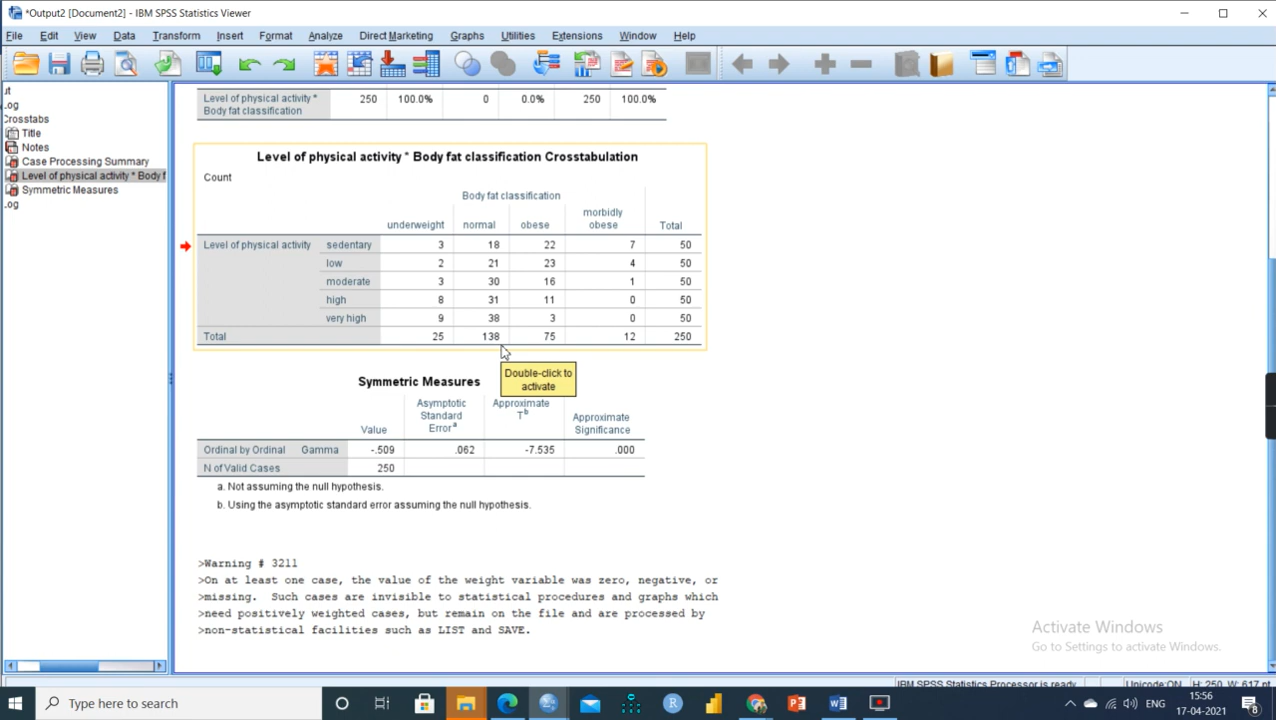 *Output2 [Document2] - IBM SPSS Statistics Viewer
File Edit View Data Transform Insert Format Analyze Direct Marketing Graphs Utilities Extensions Window Help
.og
Crosstabs
Title
Notes
Case Processing Summary
Level of physical activity * Body f
Symmetric Measures
.og
Level of physical activity * Body fat classification 250 100.0% 0 0.0% 250 100.0%
Level of physical activity * Body fat classification Crosstabulation
Count
Body fat classification
underweight normal obese morbidly obese Total
Level of physical activity sedentary 3 18 22 7 50
low 2 21 23 4 50
moderate 3 30 16 1 50
high 8 31 11 0 50
very high 9 38 3 0 50
Total 25 138 75 12 250
Double-click to
activate
Symmetric Measures
Value Asymptotic Standard Error a Approximate T b Approximate Significance
Ordinal by Ordinal Gamma -.509 .062 -7.535 .000
N of Valid Cases 250
a. Not assuming the null hypothesis.
b. Using the asymptotic standard error assuming the null hypothesis.
>Warning # 3211
>On at least one case, the value of the weight variable was zero, negative, or
>missing. Such cases are invisible to statistical procedures and graphs which
>need positively weighted cases, but remain on the file and are processed by
>non-statistical facilities such as LIST and SAVE.
Activate Windows
Go to Settings to activate Windows.
IBM SPSS Statistics Processor is ready Unicode:ON H: 250, W: 617 pt
Type here to search
ENG
15:56
17-04-2021
8